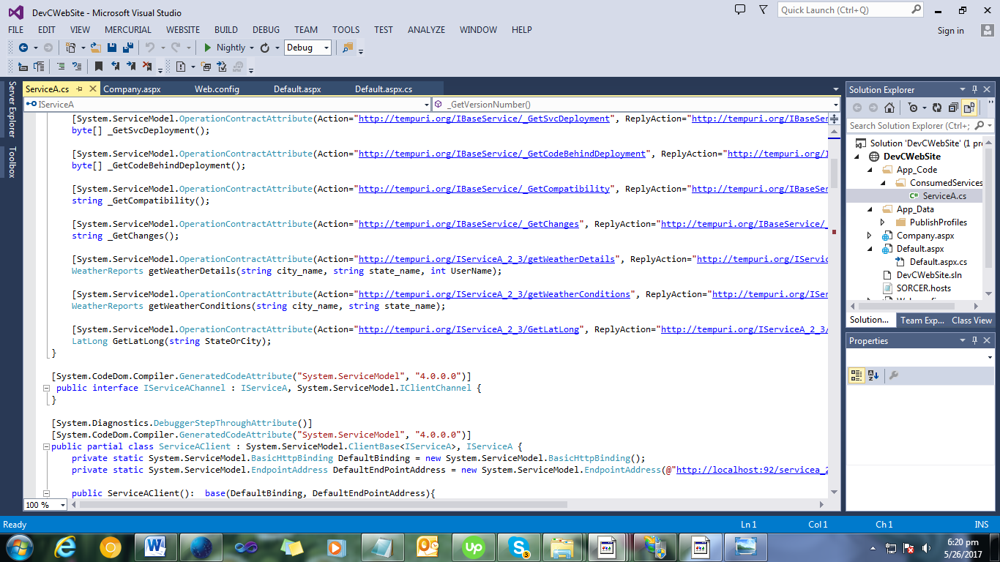 DevCWebSite - Microsoft Visual Studio
Quick Launch (Ctrl+Q)
FILE EDIT VIEW MERCURIAL WEBSITE BUILD DEBUG TEAM TOOLS TEST ANALYZE WINDOW HELP
Sign in
Nightly Debug
Server Explorer
Toolbox
ServiceA.cs Company.aspx Web.config Default.aspx Default.aspx.cs
IServiceA _GetVersionNumber()
[System.ServiceModel.OperationContractAttribute(Action="http://tempuri.org/IBaseService/_GetSvcDeployment", ReplyAction="http://tempuri.org/IBaseSer
byte[] _GetSvcDeployment();
[System.ServiceModel.OperationContractAttribute(Action="http://tempuri.org/IBaseService/_GetCodeBehindDeployment", ReplyAction="http://tempuri.org/I
byte[] _GetCodeBehindDeployment();
[System.ServiceModel.OperationContractAttribute(Action="http://tempuri.org/IBaseService/_GetCompatibility", ReplyAction="http://tempuri.org/IBaseSer
string _GetCompatibility();
[System.ServiceModel.OperationContractAttribute(Action="http://tempuri.org/IBaseService/_GetChanges", ReplyAction="http://tempuri.org/IBaseService/_
string _GetChanges();
[System.ServiceModel.OperationContractAttribute(Action="http://tempuri.org/IServiceA_2_3/getWeatherDetails", ReplyAction="http://tempuri.org/IServic
WeatherReports getWeatherDetails(string city_name, string state_name, int UserName);
[System.ServiceModel.OperationContractAttribute(Action="http://tempuri.org/IServiceA_2_3/getWeatherConditions", ReplyAction="http://tempuri.org/ISer
WeatherReports getWeatherConditions(string city_name, string state_name);
[System.ServiceModel.OperationContractAttribute(Action="http://tempuri.org/IServiceA_2_3/GetLatLong", ReplyAction="http://tempuri.org/IServiceA_2_3/
LatLong GetLatLong(string StateOrCity);
}
[System.CodeDom.Compiler.GeneratedCodeAttribute("System.ServiceModel", "4.0.0.0")]
public interface IServiceAChannel : IServiceA, System.ServiceModel.IClientChannel {
}
[System.Diagnostics.DebuggerStepThroughAttribute()]
[System.CodeDom.Compiler.GeneratedCodeAttribute("System.ServiceModel", "4.0.0.0")]
public partial class ServiceAClient : System.ServiceModel.ClientBase<IServiceA>, IServiceA {
private static System.ServiceModel.BasicHttpBinding DefaultBinding = new System.ServiceModel.BasicHttpBinding();
private static System.ServiceModel.EndpointAddress DefaultEndPointAddress = new System.ServiceModel.EndpointAddress(@"http://localhost:92/servicea_2
public ServiceAClient(): base(DefaultBinding, DefaultEndPointAddress){
100 %
Solution Explorer
Search Solution Explorer (Ctrl+;
Solution 'DevCWebSite' (1 pr
DevCWebSite
App_Code
ConsumedServices
C# ServiceA.cs
App_Data
PublishProfiles
Company.aspx
Default.aspx
Default.aspx.cs
DevCWebSite.sln
SORCER.hosts
Solution... Team Exp... Class View
Properties
Ready Ln 1 Col 1 Ch 1 INS
W up S 3
6:20 pm
5/26/2017